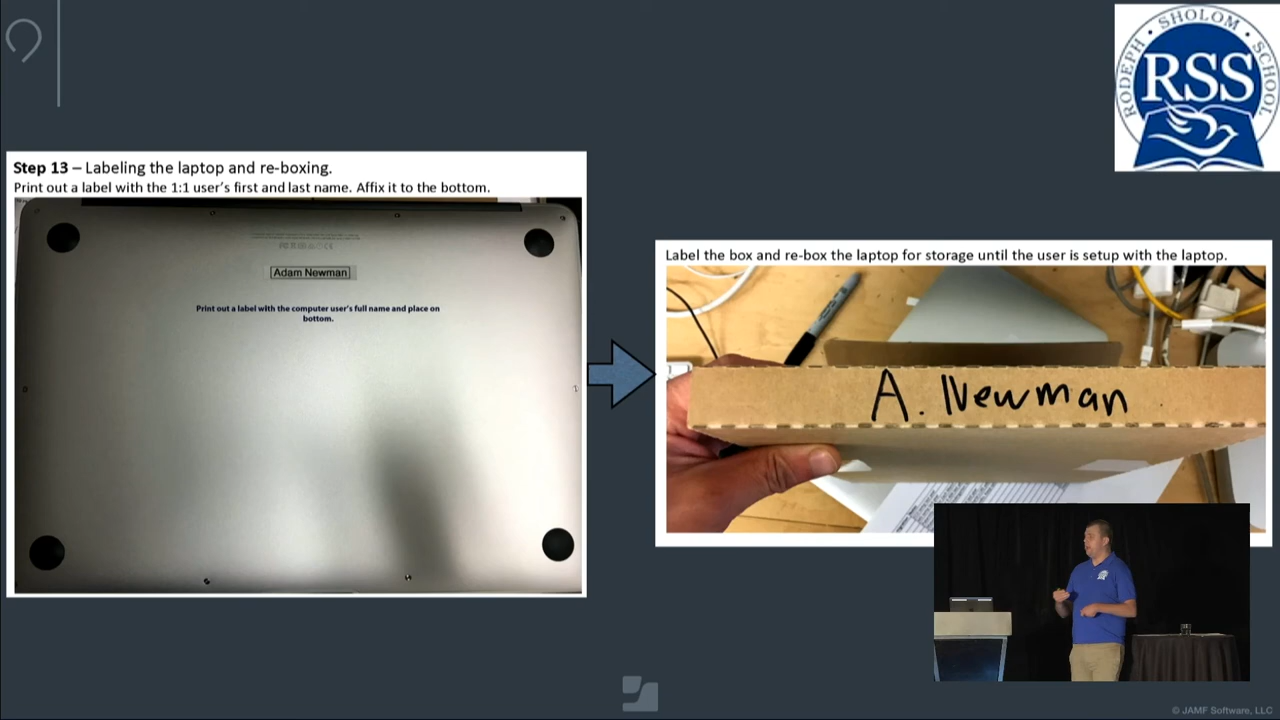 RODEPH · SHOLOM · SCHOOL
RSS
Step 13 – Labeling the laptop and re-boxing.
Print out a label with the 1:1 user's first and last name. Affix it to the bottom.
Adam Newman
Print out a label with the computer user's full name and place on
bottom.
Label the box and re-box the laptop for storage until the user is setup with the laptop.
A. Newman
© JAMF Software, LLC